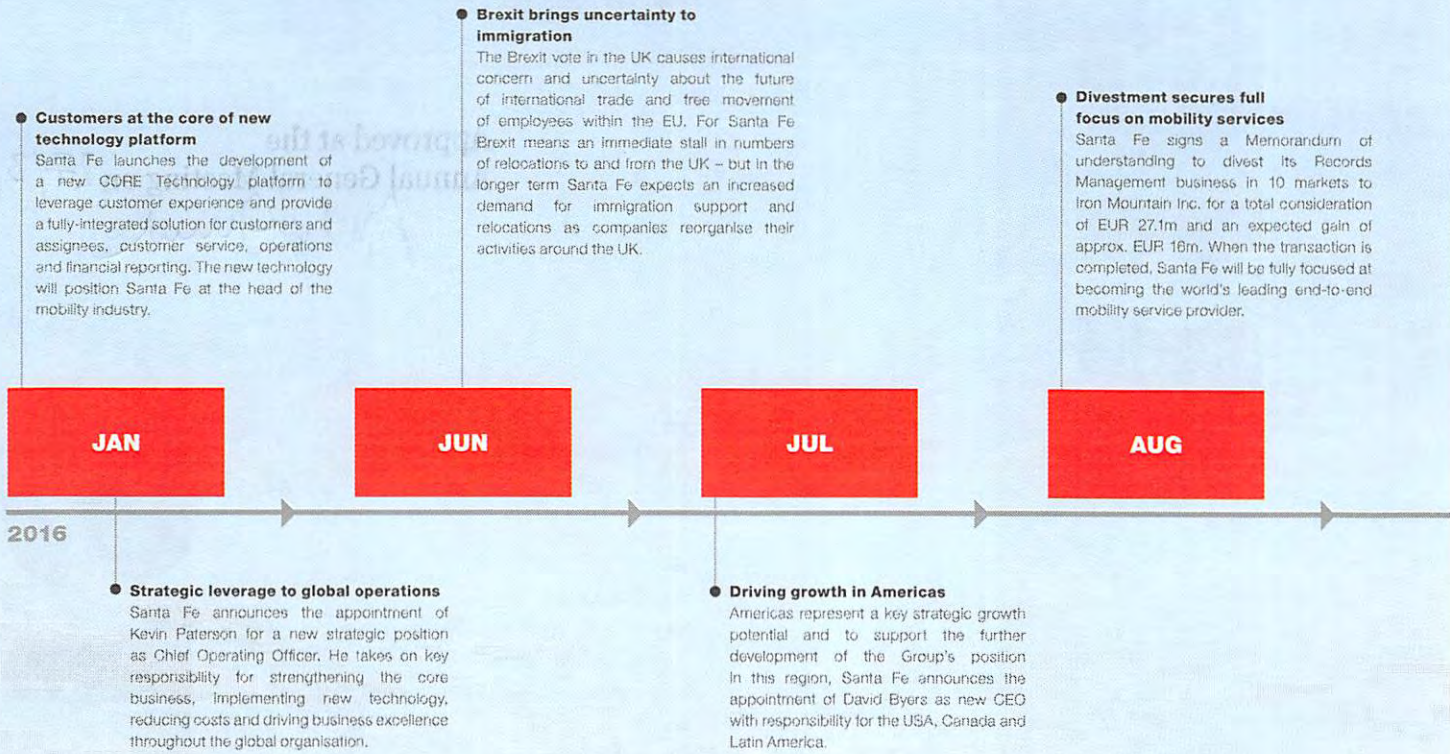 Brexit brings uncertainty to
immigration
The Brexit vote in the UK causes international
concern and uncertainty about the future
of international trade and free movement
of employees within the EU. For Santa Fe
Brexit means an immediate stall in numbers
of relocations to and from the UK – but in the
longer term Santa Fe expects an increased
demand for immigration support and
relocations as companies reorganise their
activities around the UK.
Customers at the core of new
technology platform
Santa Fe launches the development of
a new CORE Technology platform to
leverage customer experience and provide
a fully-integrated solution for customers and
assignees, customer service, operations
and financial reporting. The new technology
will position Santa Fe at the head of the
mobility industry.
approved at the
Annual General Meeting
Divestment secures full
focus on mobility services
Santa Fe signs a Memorandum of
understanding to divest its Records
Management business in 10 markets to
Iron Mountain Inc. for a total consideration
of EUR 27.1m and an expected gain of
approx. EUR 16m. When the transaction is
completed, Santa Fe will be fully focused at
becoming the world's leading end-to-end
mobility service provider.
JAN
JUN
JUL
AUG
2016
Strategic leverage to global operations
Santa Fe announces the appointment of
Kevin Paterson for a new strategic position
as Chief Operating Officer. He takes on key
responsibility for strengthening the core
business, implementing new technology,
reducing costs and driving business excellence
throughout the global organisation.
Driving growth in Americas
Americas represent a key strategic growth
potential and to support the further
development of the Group's position
in this region, Santa Fe announces the
appointment of David Byers as new CEO
with responsibility for the USA, Canada and
Latin America.